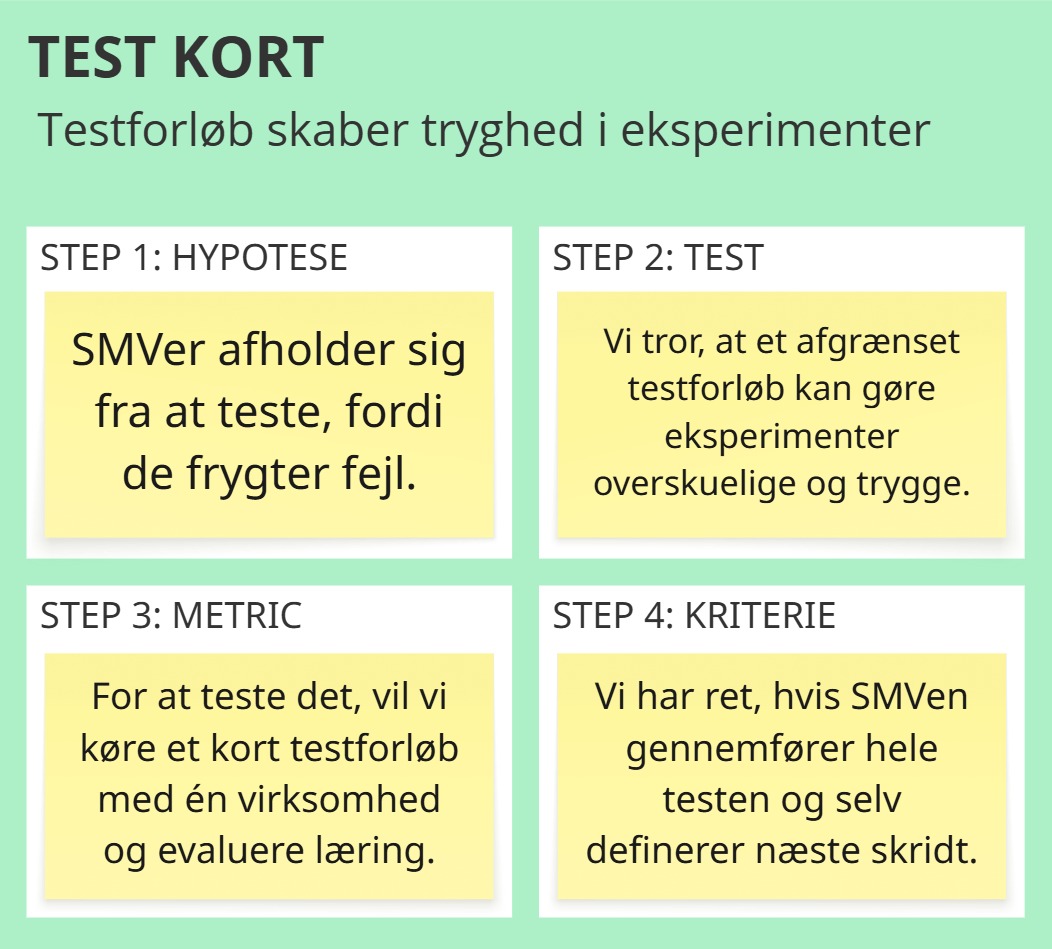 TEST KORT
Testforløb skaber tryghed i eksperimenter
STEP 1: HYPOTESE
SMVer afholder sig
fra at teste, fordi
de frygter fejl.
STEP 2: TEST
Vi tror, at et afgrænset
testforløb kan gøre
eksperimenter
overskuelige og trygge.
STEP 3: METRIC
For at teste det, vil vi
køre et kort testforløb
med én virksomhed
og evaluere læring.
STEP 4: KRITERIE
Vi har ret, hvis SMVen
gennemfører hele
testen og selv
definerer næste skridt.